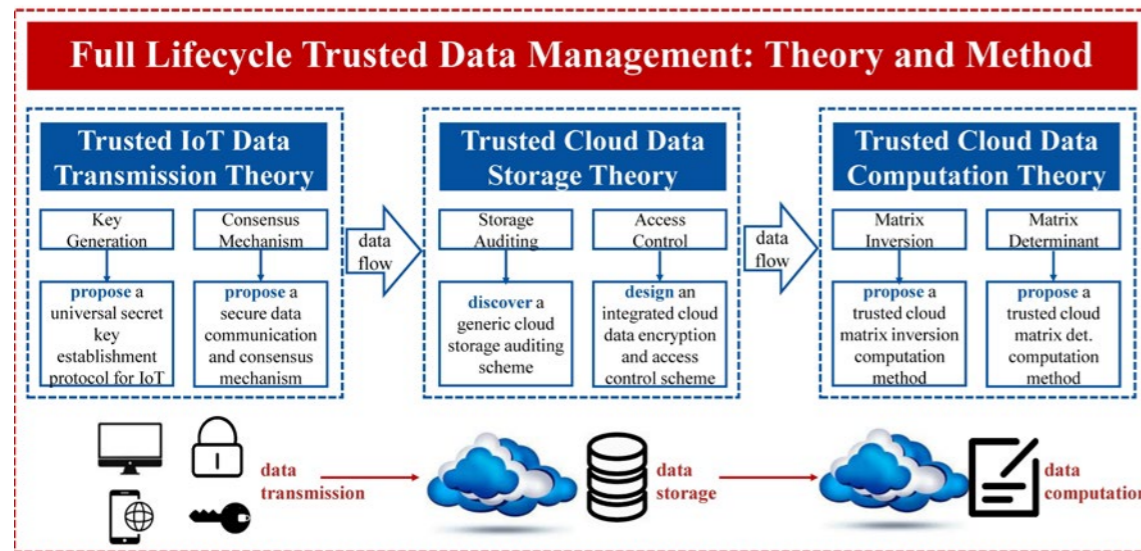 Full Lifecycle Trusted Data Management: Theory and Method
Trusted IoT Data
Transmission Theory
Key
Generation
Consensus
Mechanism
propose a
universal secret
key
establishment
protocol for IoT
propose a
secure data
communication
and consensus
mechanism
data
flow
Trusted Cloud Data
Storage Theory
Storage
Auditing
Access
Control
discover a
generic cloud
storage auditing
scheme
design an
integrated cloud
data encryption
and access
control scheme
data
flow
Trusted Cloud Data
Computation Theory
Matrix
Inversion
Matrix
Determinant
propose a
trusted cloud
matrix inversion
computation
method
propose a
trusted cloud
matrix det.
computation
method
data
transmission
data
storage
data
computation